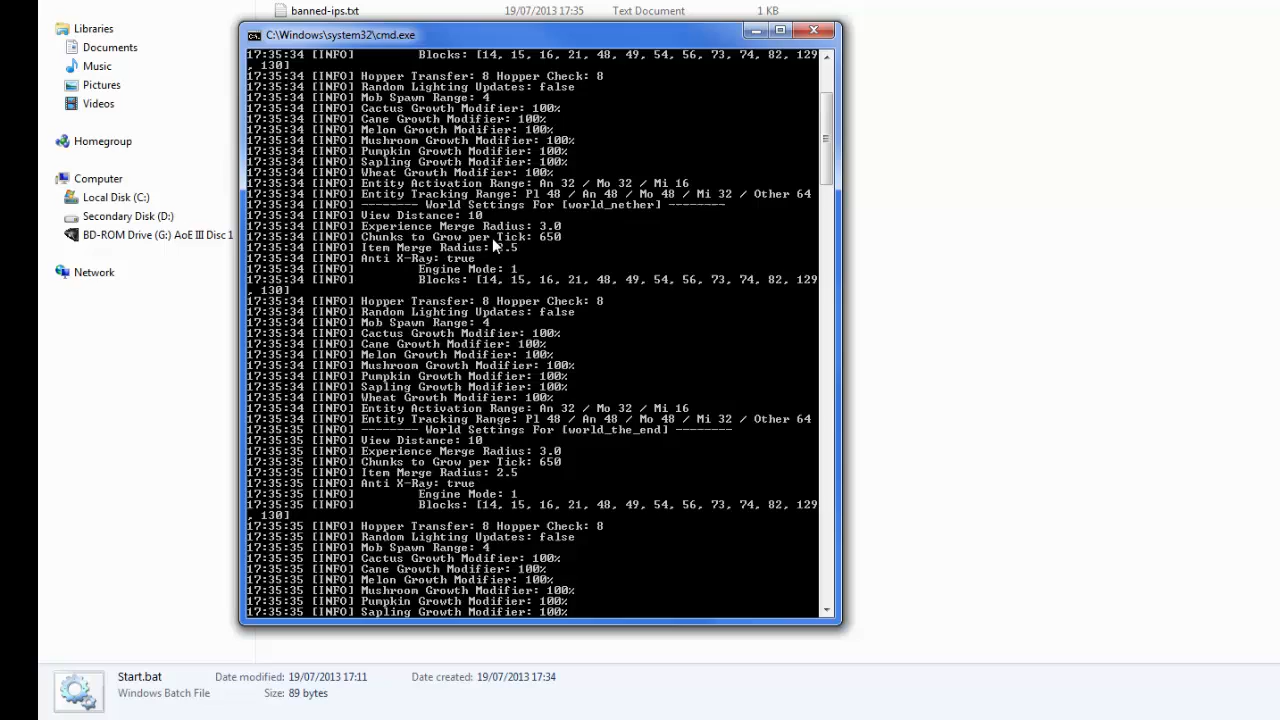 banned-ips.txt 19/07/2013 17:35 Text Document 1 KB
Libraries
Documents
Music
Pictures
Videos
Homegroup
Computer
Local Disk (C:)
Secondary Disk (D:)
BD-ROM Drive (G:) AoE III Disc 1
Network
C:\Windows\system32\cmd.exe
17:35:34 [INFO] Blocks: [14, 15, 16, 21, 48, 49, 54, 56, 73, 74, 82, 129
, 130]
17:35:34 [INFO] Hopper Transfer: 8 Hopper Check: 8
17:35:34 [INFO] Random Lighting Updates: false
17:35:34 [INFO] Mob Spawn Range: 4
17:35:34 [INFO] Cactus Growth Modifier: 100%
17:35:34 [INFO] Cane Growth Modifier: 100%
17:35:34 [INFO] Melon Growth Modifier: 100%
17:35:34 [INFO] Mushroom Growth Modifier: 100%
17:35:34 [INFO] Pumpkin Growth Modifier: 100%
17:35:34 [INFO] Sapling Growth Modifier: 100%
17:35:34 [INFO] Wheat Growth Modifier: 100%
17:35:34 [INFO] Entity Activation Range: An 32 / Mo 32 / Mi 16
17:35:34 [INFO] Entity Tracking Range: Pl 48 / An 48 / Mo 48 / Mi 32 / Other 64
17:35:34 [INFO] -------- World Settings For [world_nether] --------
17:35:34 [INFO] View Distance: 10
17:35:34 [INFO] Experience Merge Radius: 3.0
17:35:34 [INFO] Chunks to Grow per Tick: 650
17:35:34 [INFO] Item Merge Radius: .5
17:35:34 [INFO] Anti X-Ray: true
17:35:34 [INFO] Engine Mode: 1
17:35:34 [INFO] Blocks: [14, 15, 16, 21, 48, 49, 54, 56, 73, 74, 82, 129
, 130]
17:35:34 [INFO] Hopper Transfer: 8 Hopper Check: 8
17:35:34 [INFO] Random Lighting Updates: false
17:35:34 [INFO] Mob Spawn Range: 4
17:35:34 [INFO] Cactus Growth Modifier: 100%
17:35:34 [INFO] Cane Growth Modifier: 100%
17:35:34 [INFO] Melon Growth Modifier: 100%
17:35:34 [INFO] Mushroom Growth Modifier: 100%
17:35:34 [INFO] Pumpkin Growth Modifier: 100%
17:35:34 [INFO] Sapling Growth Modifier: 100%
17:35:34 [INFO] Wheat Growth Modifier: 100%
17:35:34 [INFO] Entity Activation Range: An 32 / Mo 32 / Mi 16
17:35:34 [INFO] Entity Tracking Range: Pl 48 / An 48 / Mo 48 / Mi 32 / Other 64
17:35:35 [INFO] -------- World Settings For [world_the_end] --------
17:35:35 [INFO] View Distance: 10
17:35:35 [INFO] Experience Merge Radius: 3.0
17:35:35 [INFO] Chunks to Grow per Tick: 650
17:35:35 [INFO] Item Merge Radius: 2.5
17:35:35 [INFO] Anti X-Ray: true
17:35:35 [INFO] Engine Mode: 1
17:35:35 [INFO] Blocks: [14, 15, 16, 21, 48, 49, 54, 56, 73, 74, 82, 129
, 130]
17:35:35 [INFO] Hopper Transfer: 8 Hopper Check: 8
17:35:35 [INFO] Random Lighting Updates: false
17:35:35 [INFO] Mob Spawn Range: 4
17:35:35 [INFO] Cactus Growth Modifier: 100%
17:35:35 [INFO] Cane Growth Modifier: 100%
17:35:35 [INFO] Melon Growth Modifier: 100%
17:35:35 [INFO] Mushroom Growth Modifier: 100%
17:35:35 [INFO] Pumpkin Growth Modifier: 100%
17:35:35 [INFO] Sapling Growth Modifier: 100%
Start.bat Date modified: 19/07/2013 17:11 Date created: 19/07/2013 17:34
Windows Batch File Size: 89 bytes